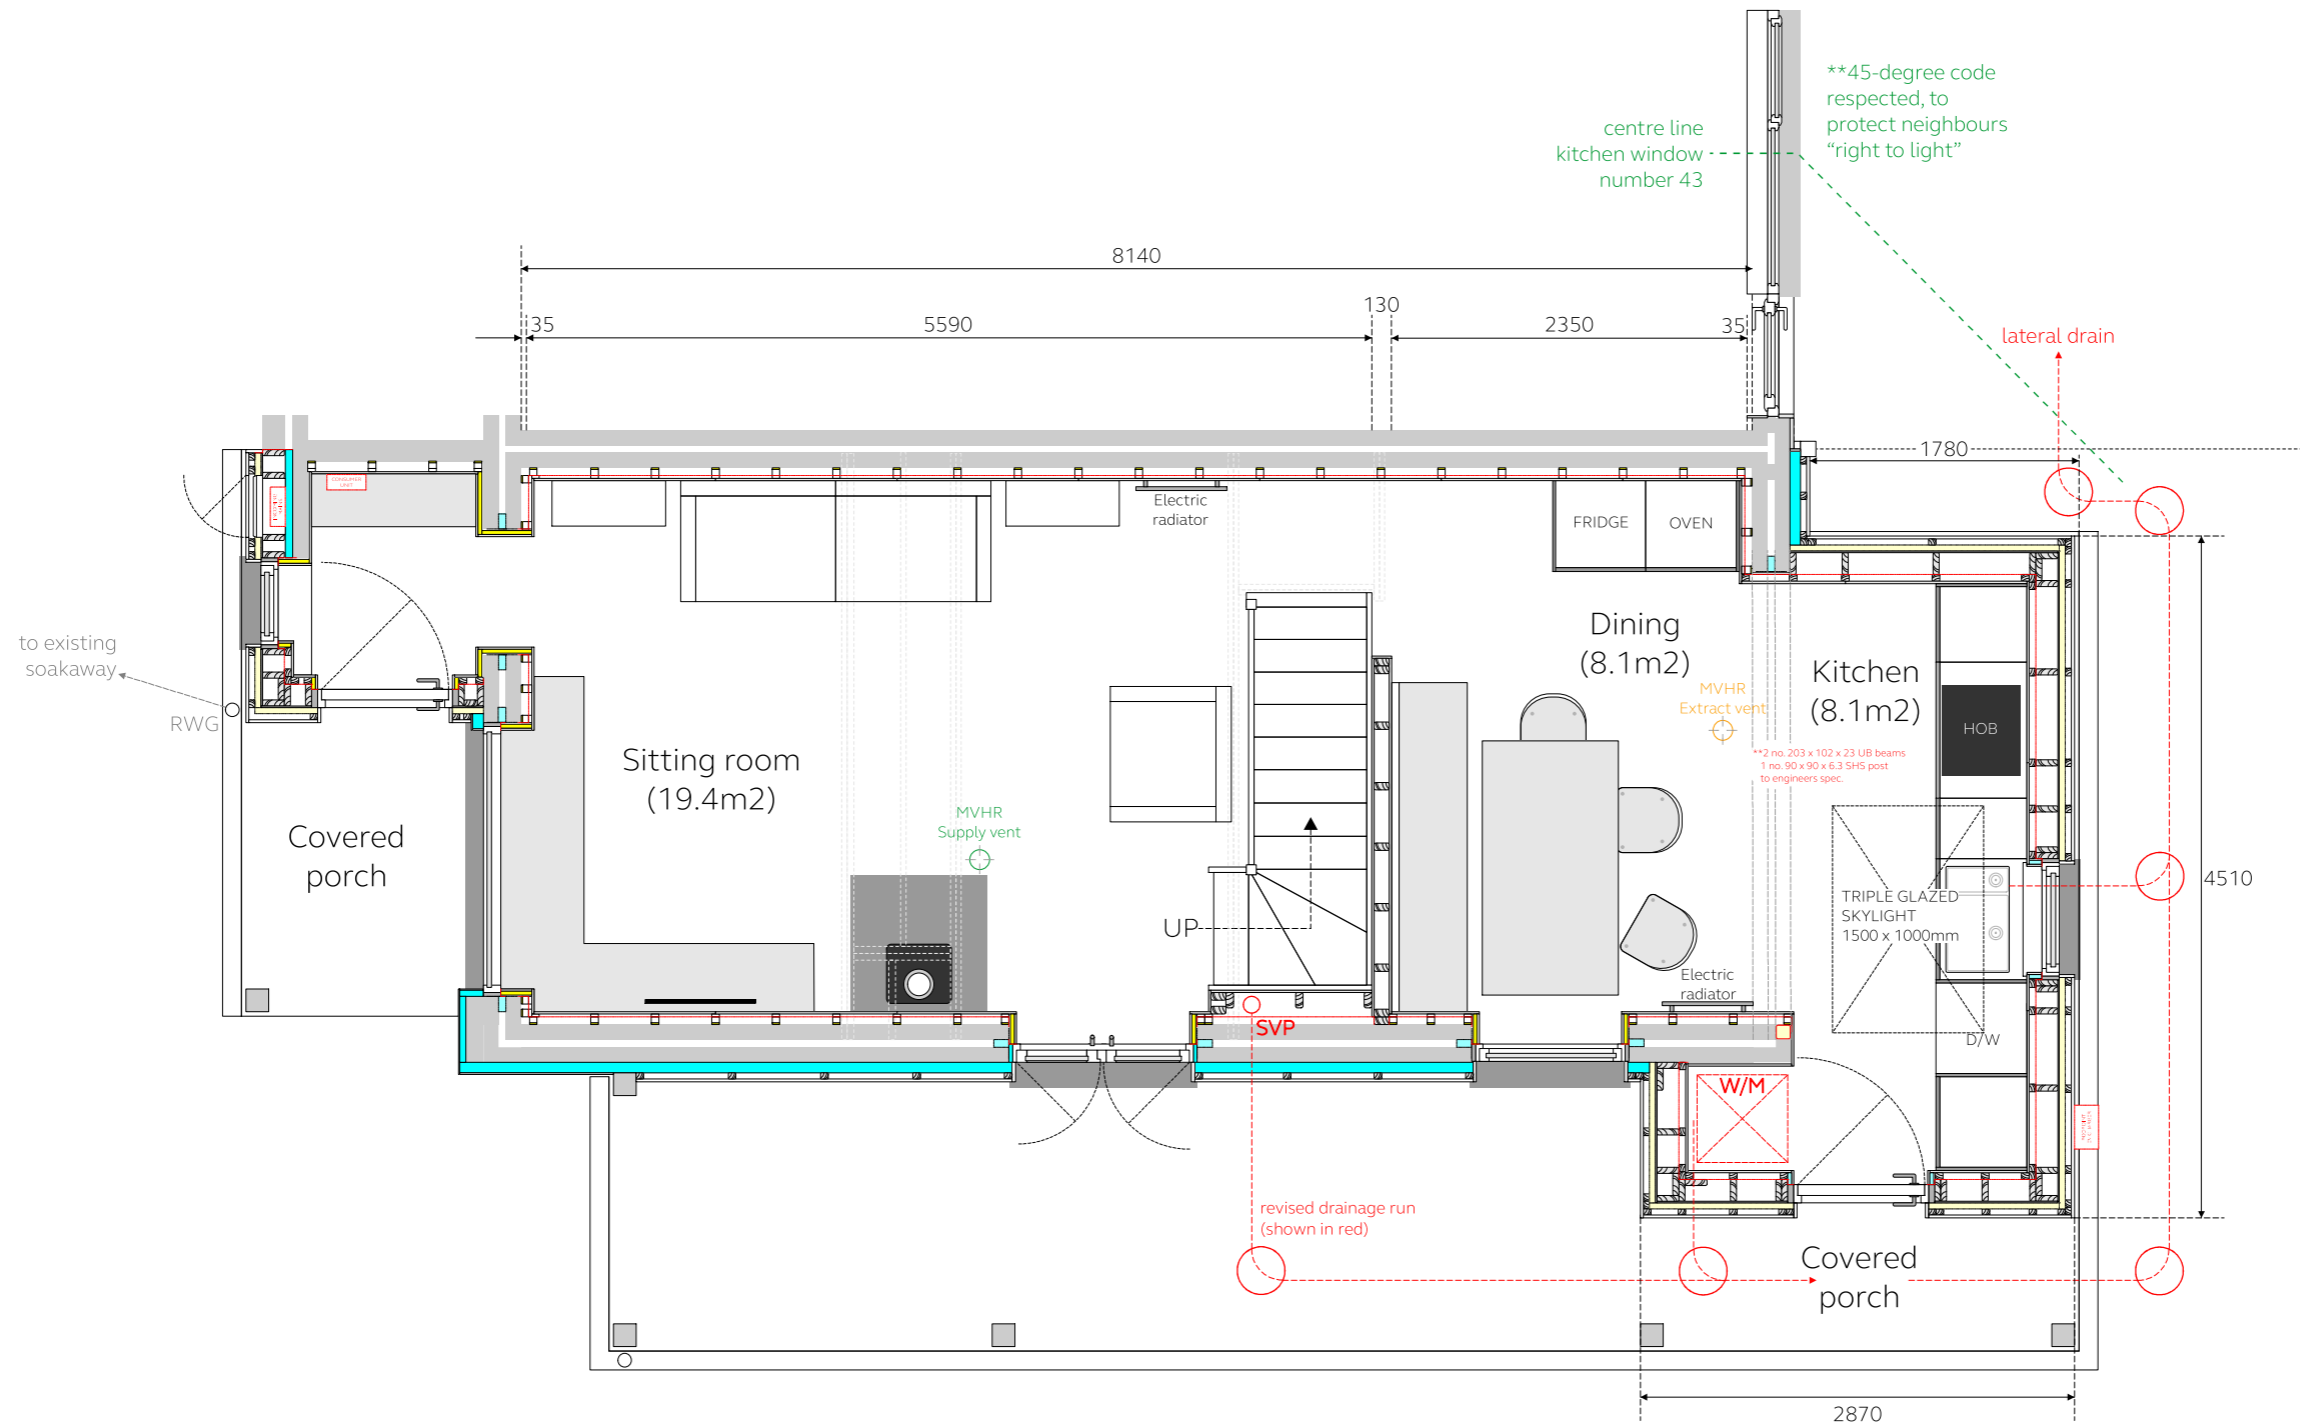 **45-degree code
respected, to
protect neighbours
“right to light”
centre line
kitchen window
number 43
8140
130
35
5590
2350
35
lateral drain
1780
CONSUMER
UNIT
Electric
radiator
FRIDGE
OVEN
to existing
soakaway
RWG
Dining
(8.1m2)
Kitchen
(8.1m2)
MVHR
Extract vent
HOB
**2 no. 203 x 102 x 23 UB beams
1 no. 90 x 90 x 6.3 SHS post
to engineers spec.
Sitting room
(19.4m2)
MVHR
Supply vent
Covered
porch
TRIPLE GLAZED
SKYLIGHT
1500 x 1000mm
4510
UP
Electric
radiator
SVP
D/W
W/M
revised drainage run
(shown in red)
Covered
porch
2870